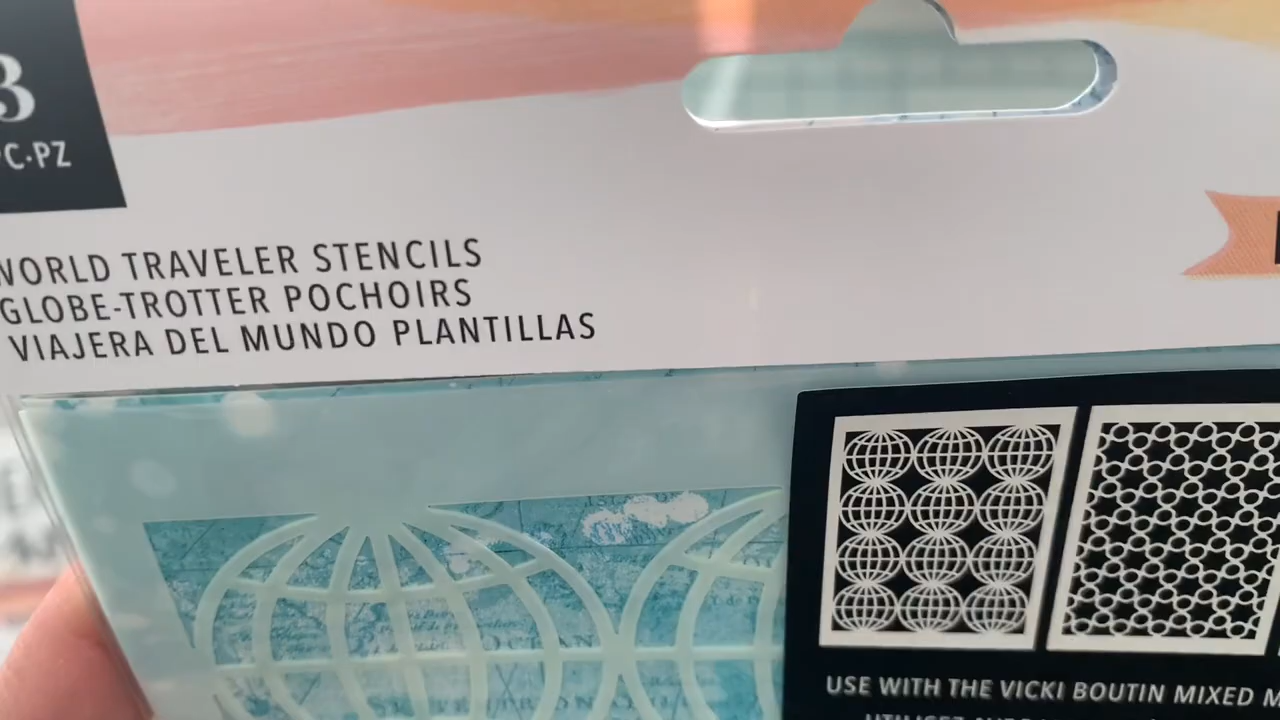 3
PC·PZ
WORLD TRAVELER STENCILS
GLOBE-TROTTER POCHOIRS
VIAJERA DEL MUNDO PLANTILLAS
USE WITH THE VICKI BOUTIN MIXED